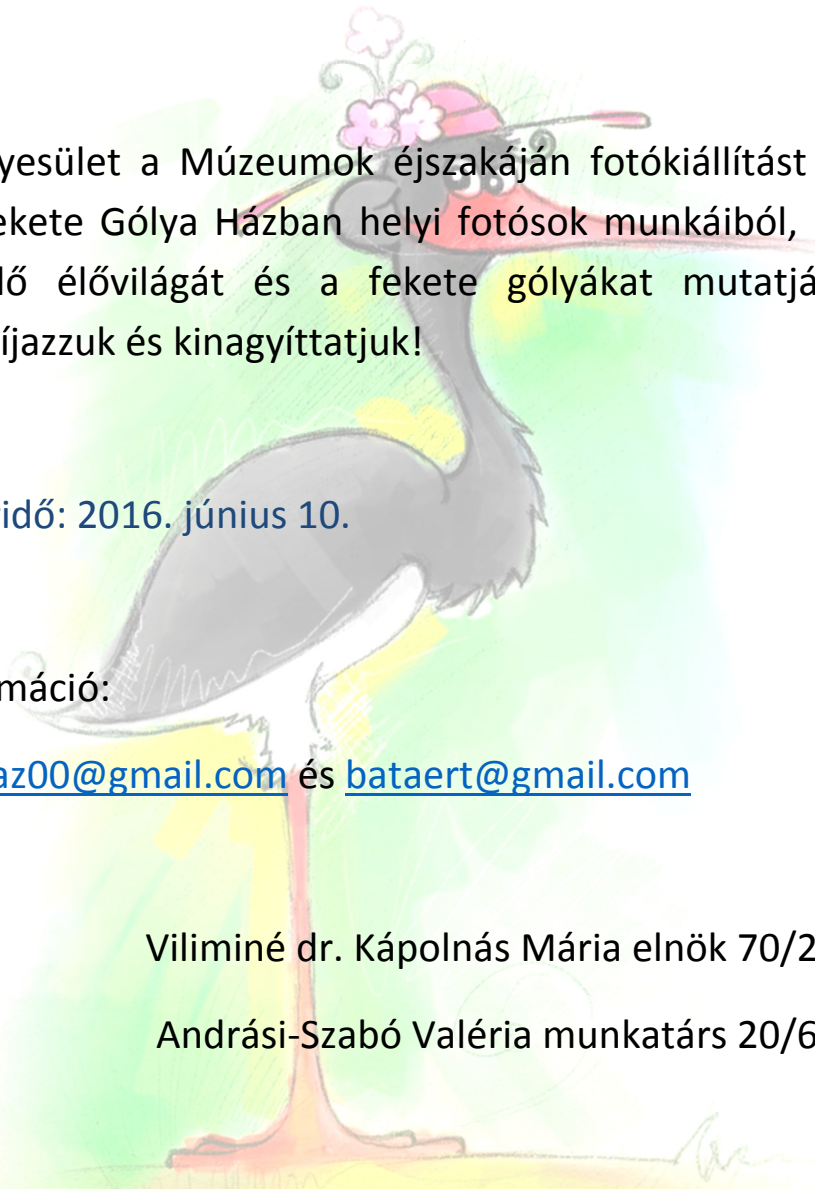 yesület a Múzeumok éjszakáján fotókiállítást
ekete Gólya Házban helyi fotósok munkáiból,
lő élővilágát és a fekete gólyákat mutatjá
íjazzuk és kinagyíttatjuk!
idő: 2016. június 10.
máció:
az00@gmail.com és bataert@gmail.com
Viliminé dr. Kápolnás Mária elnök 70/2
Andrási-Szabó Valéria munkatárs 20/6